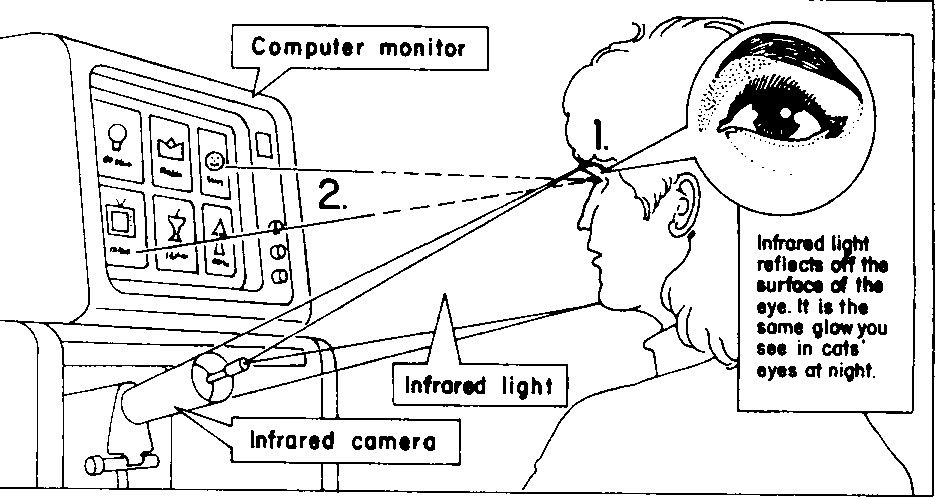 Computer monitor
1.
2.
Infrared light
reflects off the
surface of the
eye. It is the
same glow you
see in cats'
eyes at night.
Infrared light
Infrared camera